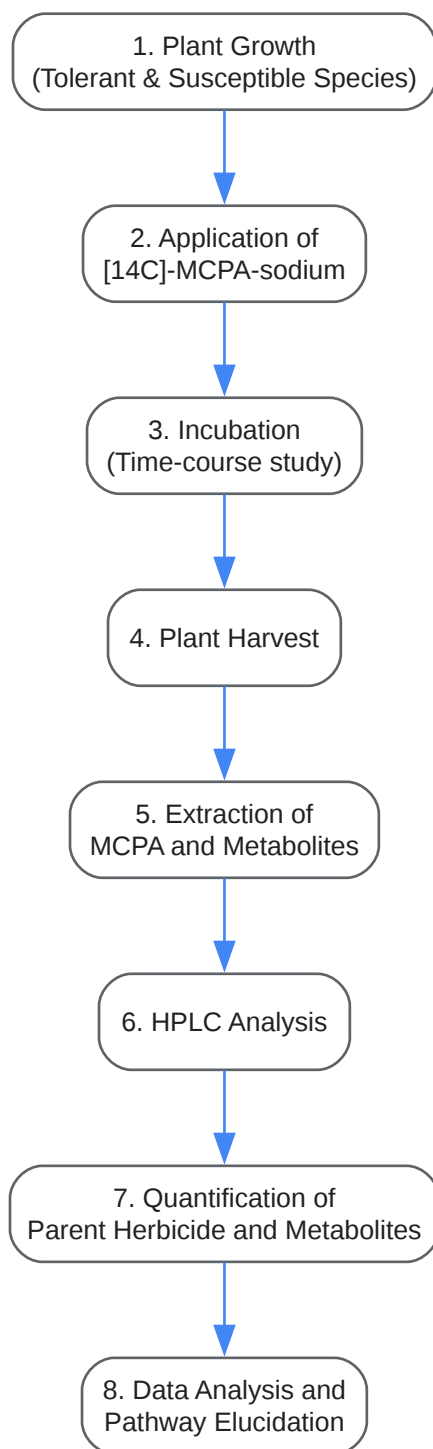 1. Plant Growth
(Tolerant & Susceptible Species)
2. Application of
[14C]-MCPA-sodium
3. Incubation
(Time-course study)
4. Plant Harvest
5. Extraction of
MCPA and Metabolites
6. HPLC Analysis
7. Quantification of
Parent Herbicide and Metabolites
8. Data Analysis and
Pathway Elucidation